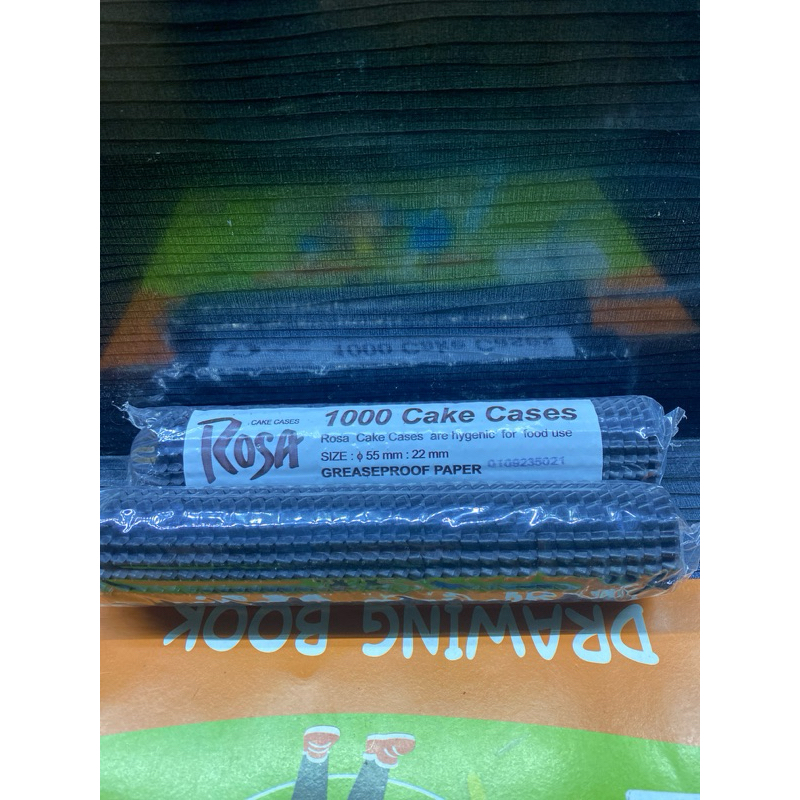 1000 Cake Cases
· CAKE CASES
ROSA
1000 Cake Cases
Rosa Cake Cases are hygenic for food use
SIZE : ϕ 55 mm : 22 mm
GREASEPROOF PAPER
0109235021
DRAWING BOOK